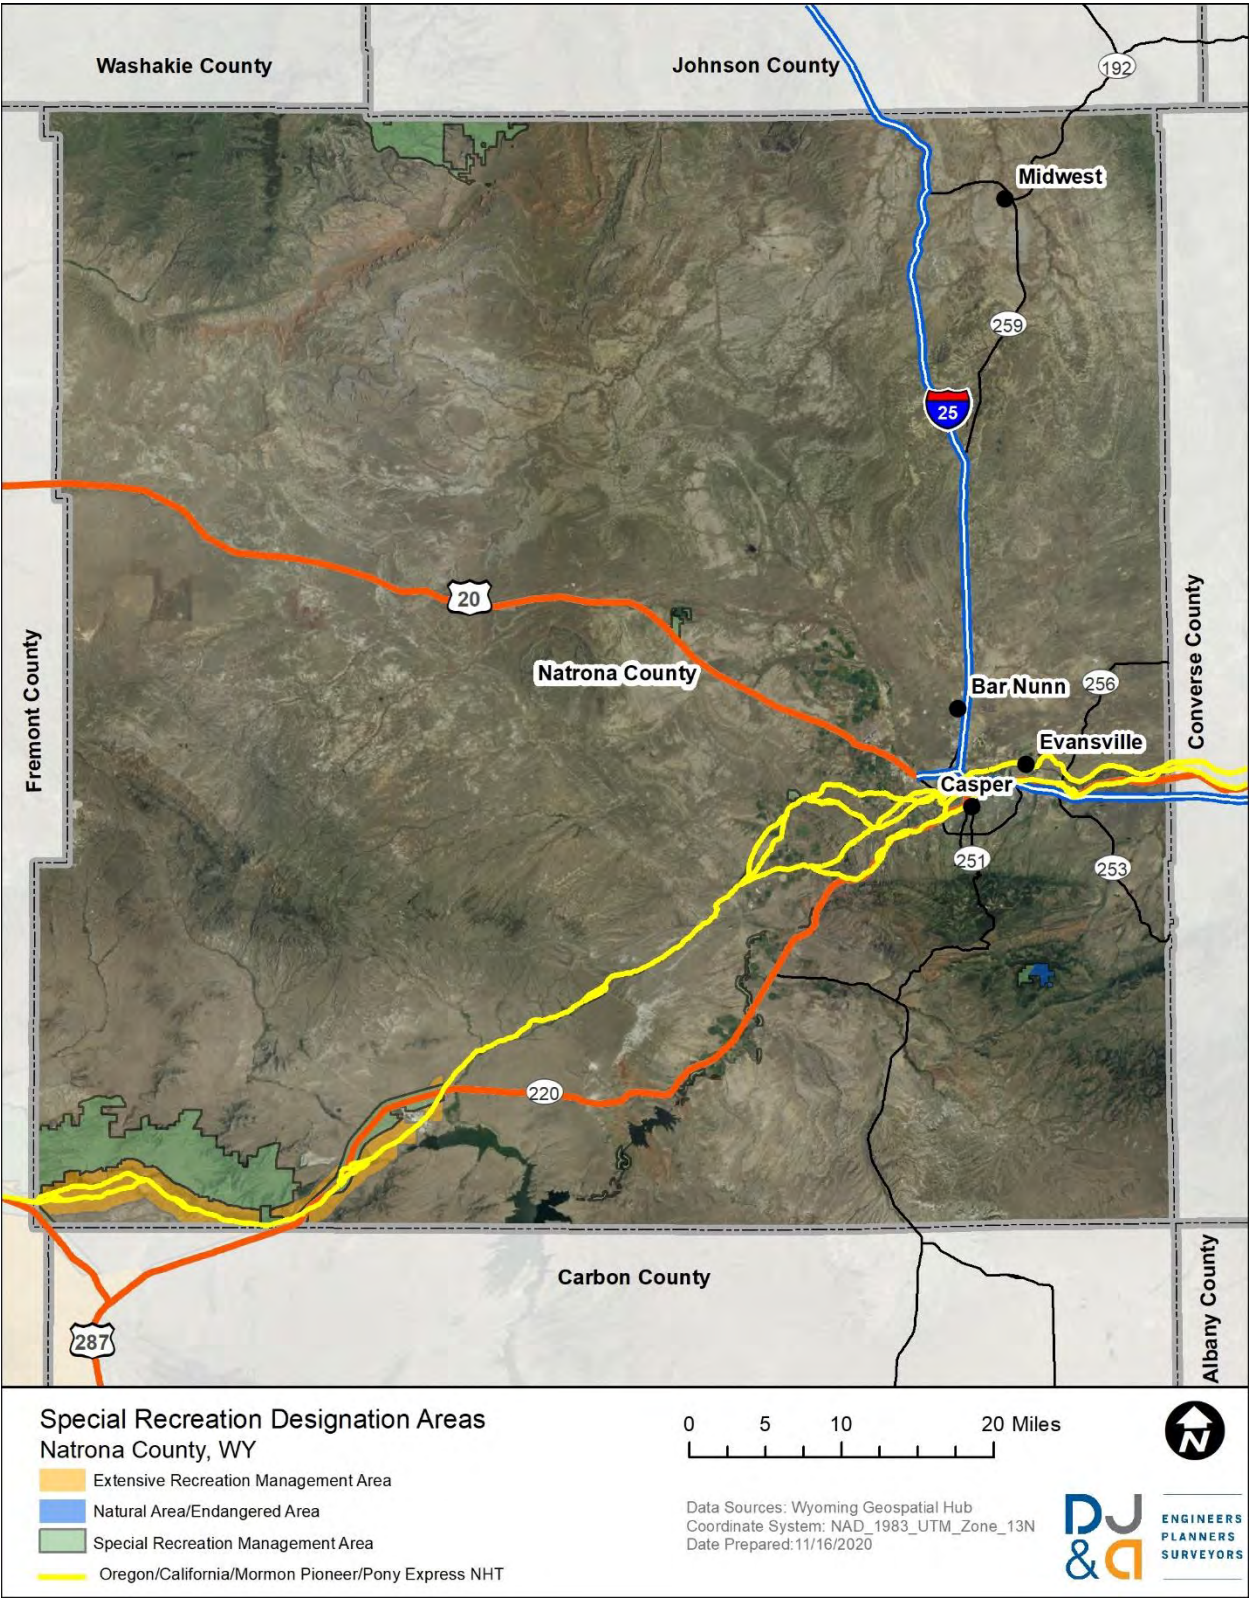 Washakie County
Johnson County
192
Midwest
259
25
20
Natrona County
Fremont County
Converse County
Bar Nunn
256
Evansville
Casper
251
253
220
Carbon County
Albany County
287
Special Recreation Designation Areas
Natrona County, WY
Extensive Recreation Management Area
Natural Area/Endangered Area
Special Recreation Management Area
Oregon/California/Mormon Pioneer/Pony Express NHT
0 5 10 20 Miles
N
Data Sources: Wyoming Geospatial Hub
Coordinate System: NAD_1983_UTM_Zone_13N
Date Prepared:11/16/2020
DJ
&A
ENGINEERS
PLANNERS
SURVEYORS